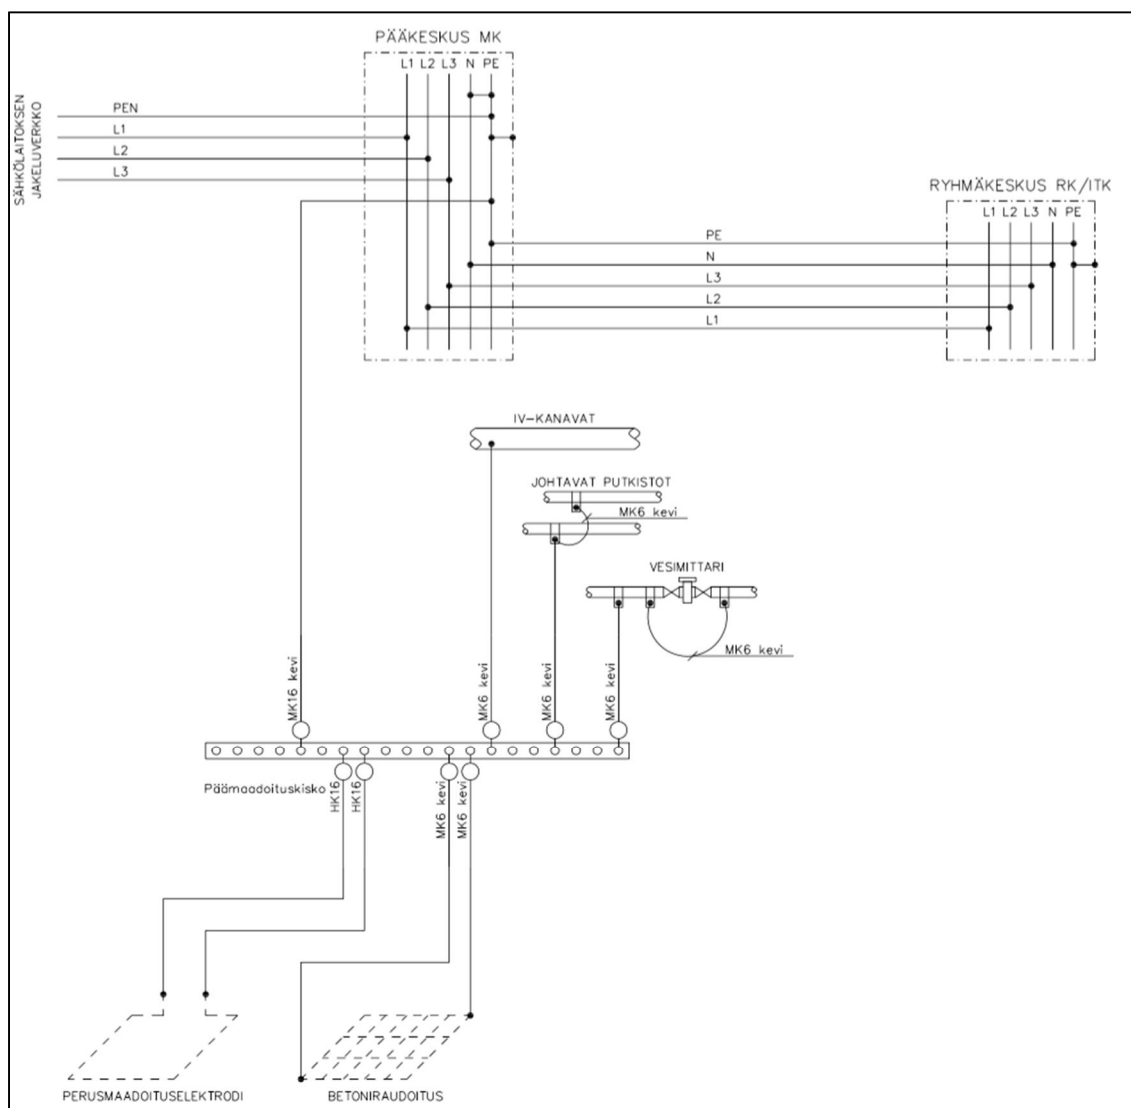 PÄÄKESKUS MK
L1 L2 L3 N PE
SÄHKÖLAITOKSEN
JAKELUVERKKO
PEN
L1
L2
L3
RYHMÄKESKUS RK/ITK
L1 L2 L3 N PE
PE
N
L3
L2
L1
IV-KANAVAT
JOHTAVAT PUTKISTOT
MK6 kevi
VESIMITTARI
MK6 kevi
MK16 kevi
MK6 kevi
MK6 kevi
MK6 kevi
Päämaadoituskisko
HK16
HK16
MK6 kevi
MK6 kevi
PERUSMAADOITUSELEKTRODI
BETONIRAUDOITUS